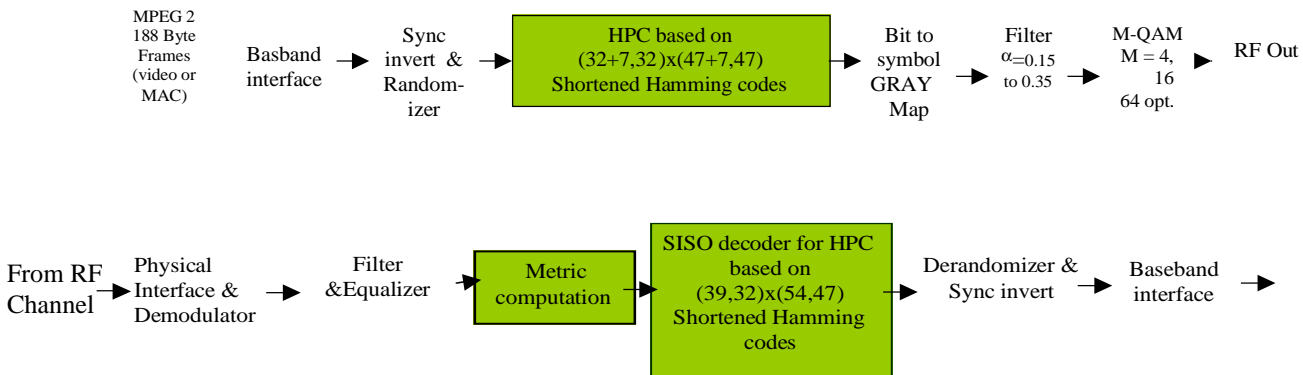 MPEG 2
188 Byte
Frames
(video or
MAC)
Basband
interface
Sync
invert &
Random-
izer
HPC based on
(32+7,32)x(47+7,47)
Shortened Hamming codes
Bit to
symbol
GRAY
Map
Filter
α=0.15
to 0.35
M-QAM
M = 4,
16
64 opt.
RF Out
From RF
Channel
Physical
Interface &
Demodulator
Filter
&Equalizer
Metric
computation
SISO decoder for HPC
based on
(39,32)x(54,47)
Shortened Hamming
codes
Derandomizer &
Sync invert
Baseband
interface